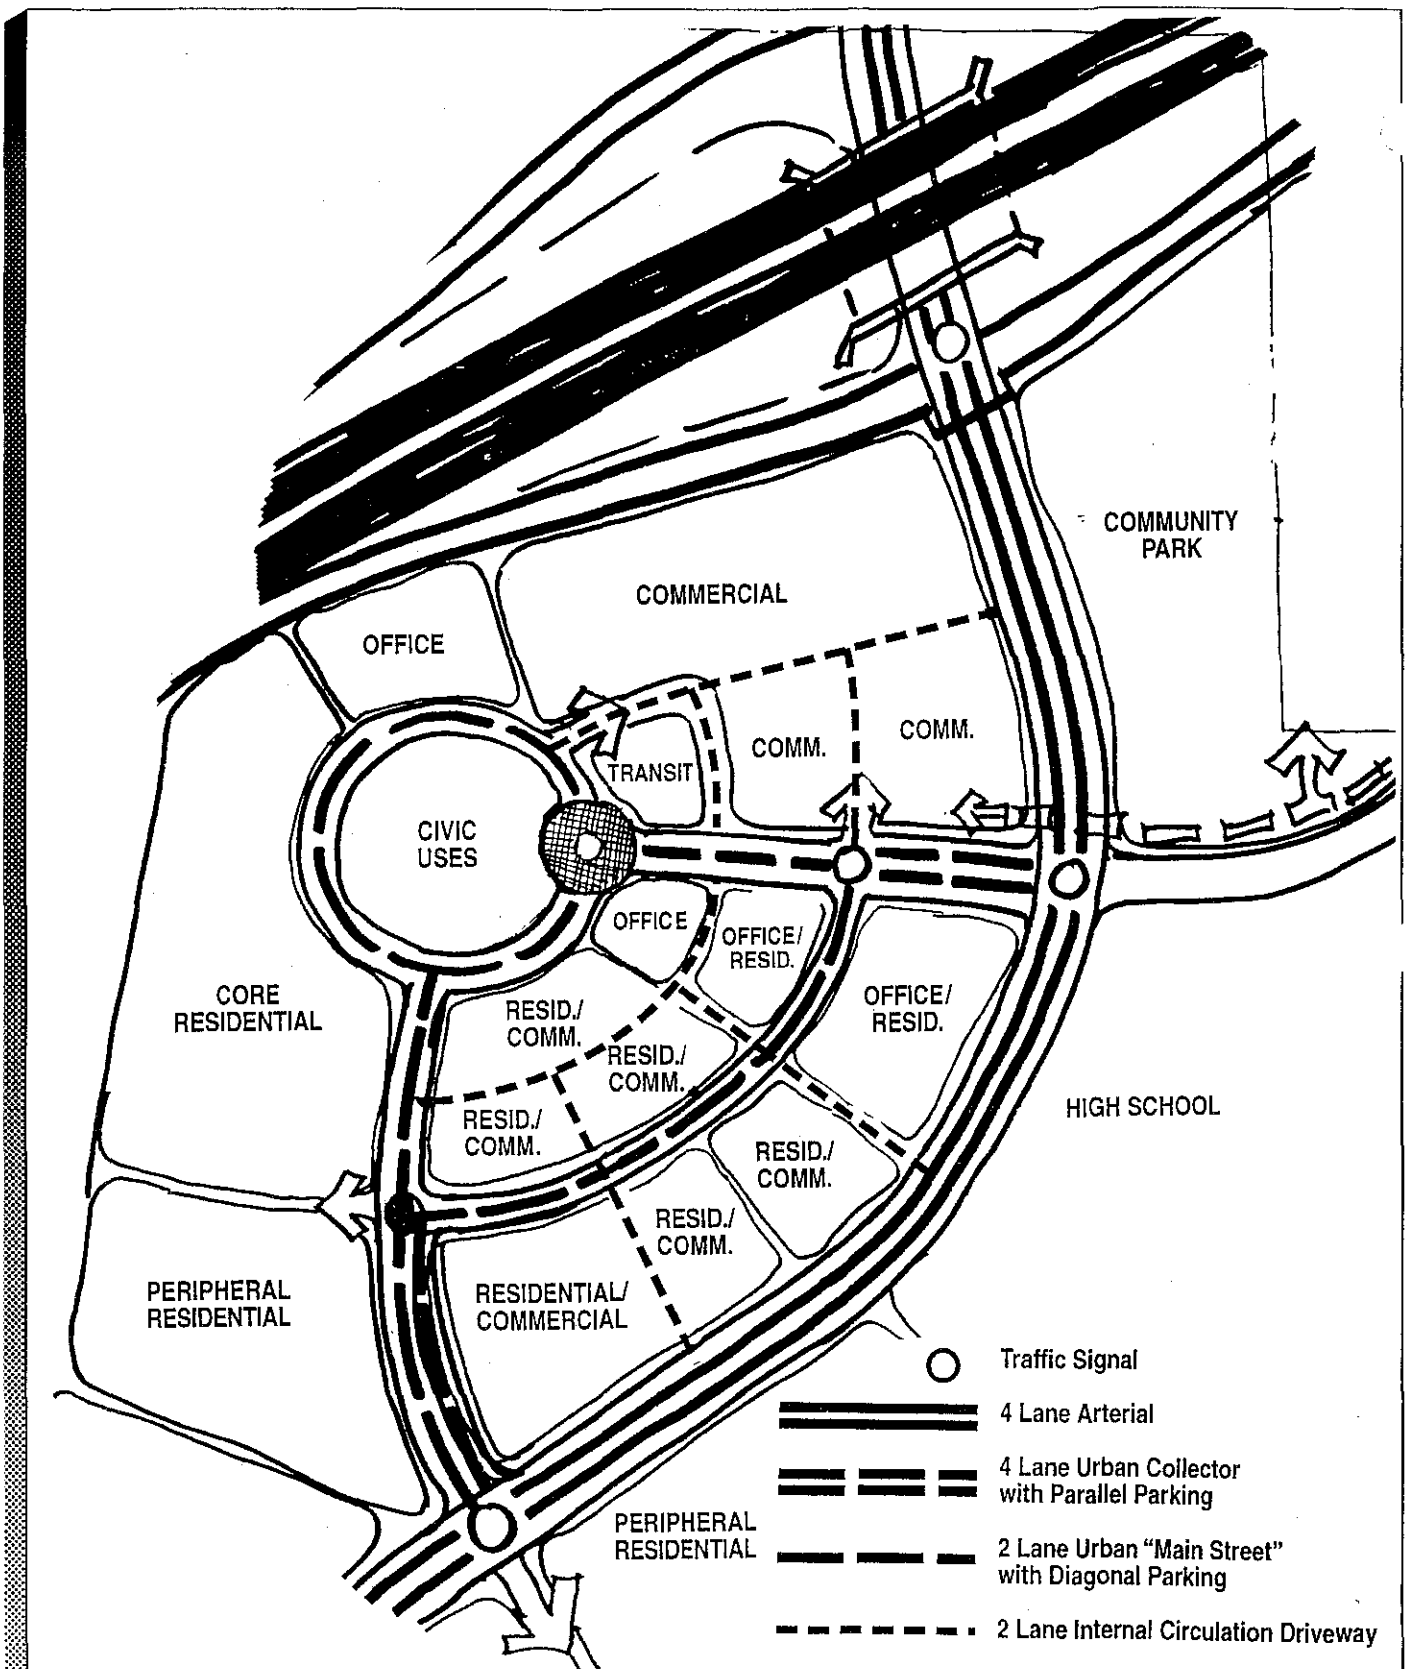 COMMUNITY
PARK
COMMERCIAL
OFFICE
COMM.
COMM.
TRANSIT
CIVIC
USES
OFFICE
OFFICE/
RESID.
CORE
RESIDENTIAL
RESID./
COMM.
OFFICE/
RESID.
RESID./
COMM.
RESID./
COMM.
HIGH SCHOOL
RESID./
COMM.
RESID./
COMM.
PERIPHERAL
RESIDENTIAL
RESIDENTIAL/
COMMERCIAL
Traffic Signal
4 Lane Arterial
4 Lane Urban Collector
with Parallel Parking
PERIPHERAL
RESIDENTIAL
2 Lane Urban "Main Street"
with Diagonal Parking
2 Lane Internal Circulation Driveway